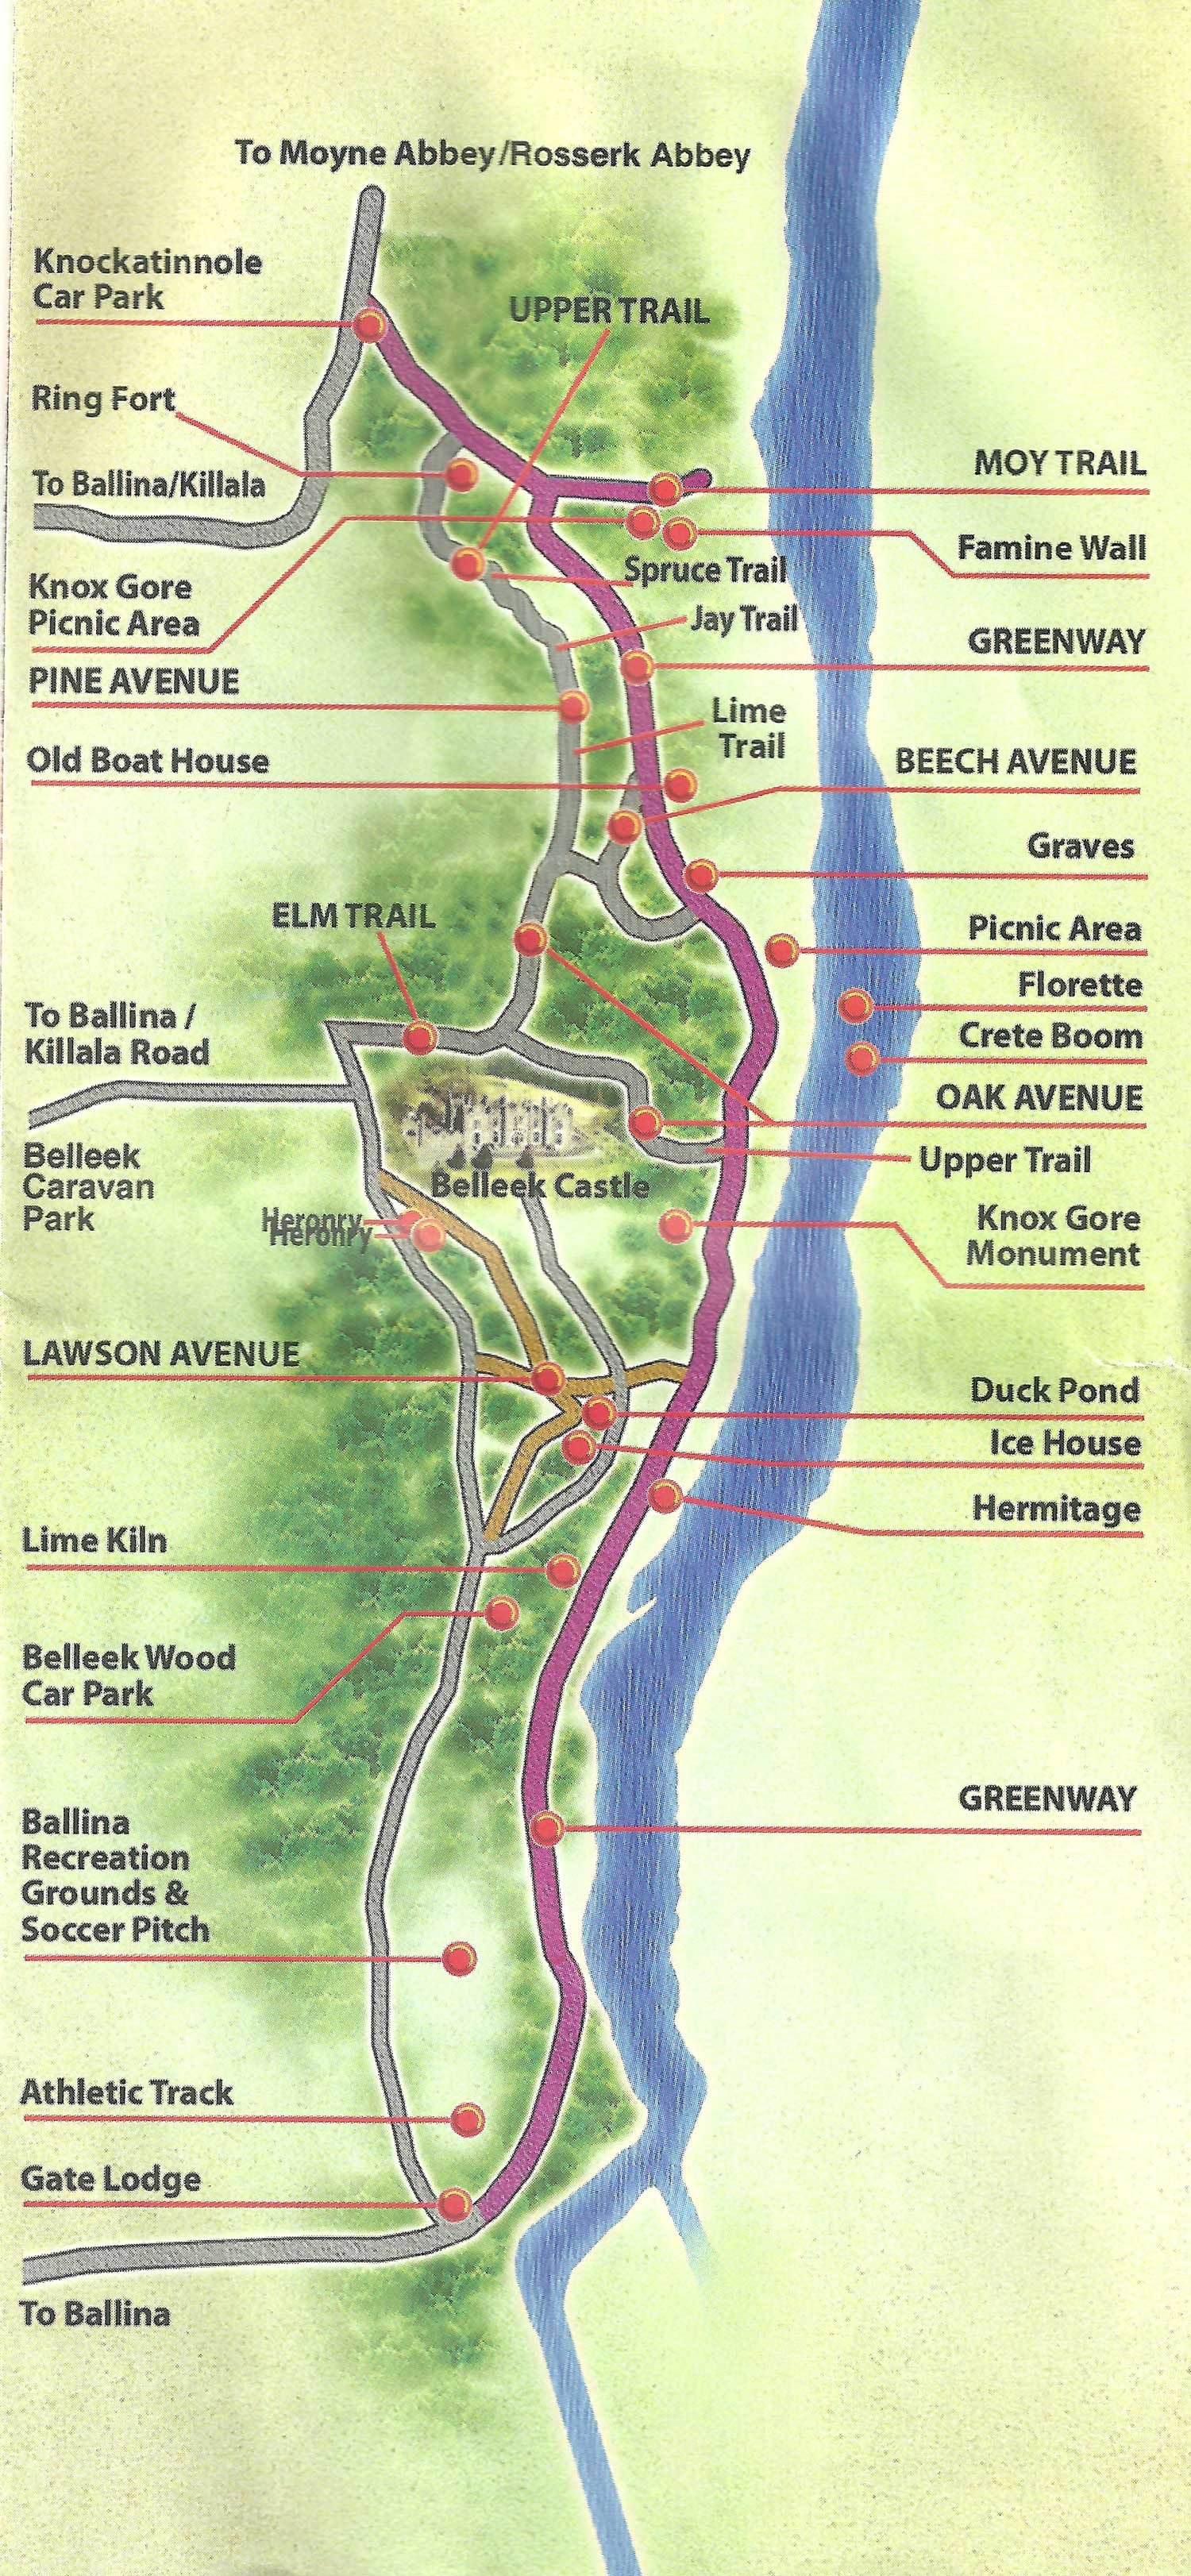 To Moyne Abbey/Rosserk Abbey
Knockatinnole
Car Park
UPPER TRAIL
Ring Fort
MOY TRAIL
To Ballina/Killala
Famine Wall
Spruce Trail
Knox Gore
Picnic Area
Jay Trail
GREENWAY
PINE AVENUE
Lime
Trail
Old Boat House
BEECH AVENUE
Graves
ELM TRAIL
Picnic Area
Florette
To Ballina /
Killala Road
Crete Boom
OAK AVENUE
Belleek
Caravan
Park
Upper Trail
Belleek Castle
Heronry
Heronry
Knox Gore
Monument
LAWSON AVENUE
Duck Pond
Ice House
Hermitage
Lime Kiln
Belleek Wood
Car Park
GREENWAY
Ballina
Recreation
Grounds &
Soccer Pitch
Athletic Track
Gate Lodge
To Ballina